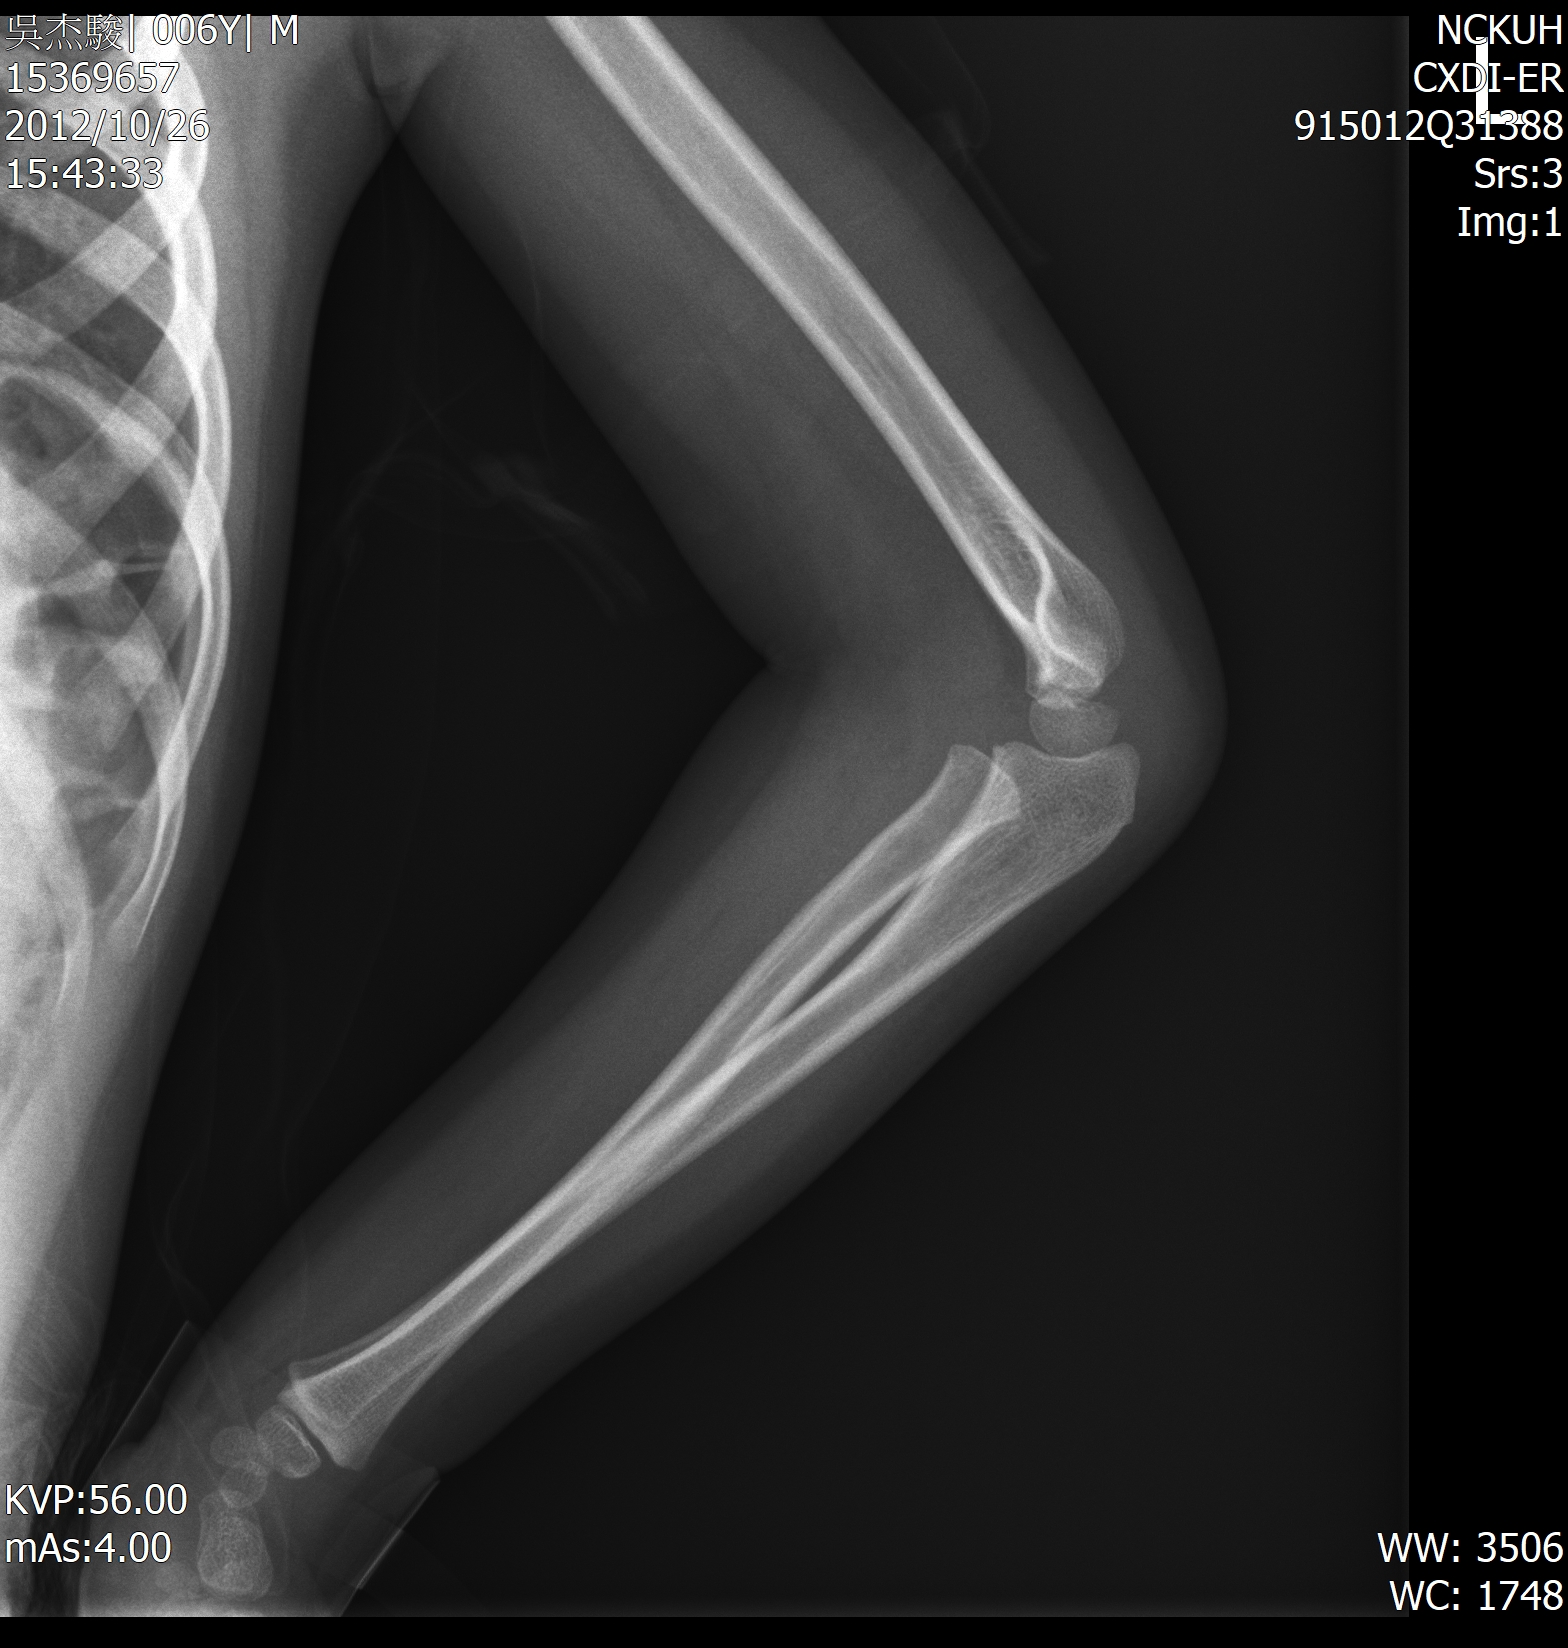 吳杰駿| 006Y| M
15369657
2012/10/26
15:43:33
NCKUH
CXDI-ER
915012Q31388
Srs:3
Img:1
L
KVP:56.00
mAs:4.00
WW: 3506
WC: 1748